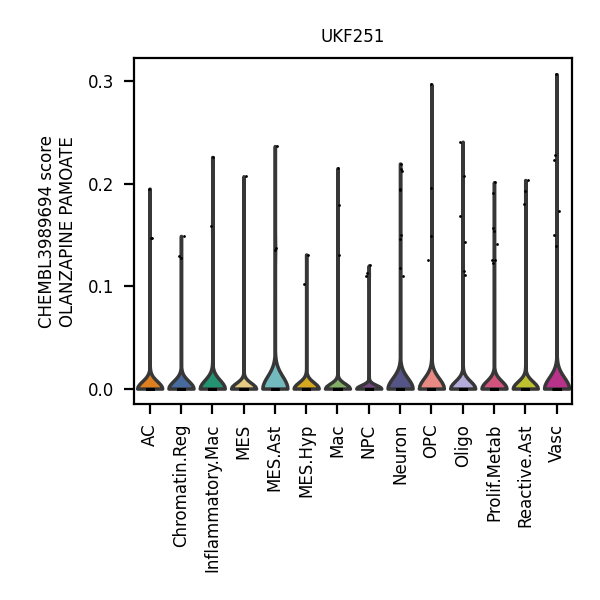 UKF251
CHEMBL3989694 score
OLANZAPINE PAMOATE
0.3
0.2
0.1
0.0
AC
Chromatin.Reg
Inflammatory.Mac
MES
MES.Ast
MES.Hyp
Mac
NPC
Neuron
OPC
Oligo
Prolif.Metab
Reactive.Ast
Vasc